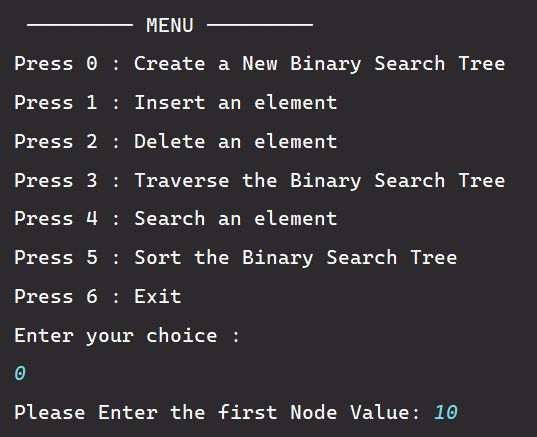 ────────── MENU ──────────
Press 0 : Create a New Binary Search Tree
Press 1 : Insert an element
Press 2 : Delete an element
Press 3 : Traverse the Binary Search Tree
Press 4 : Search an element
Press 5 : Sort the Binary Search Tree
Press 6 : Exit
Enter your choice :
0
Please Enter the first Node Value: 10